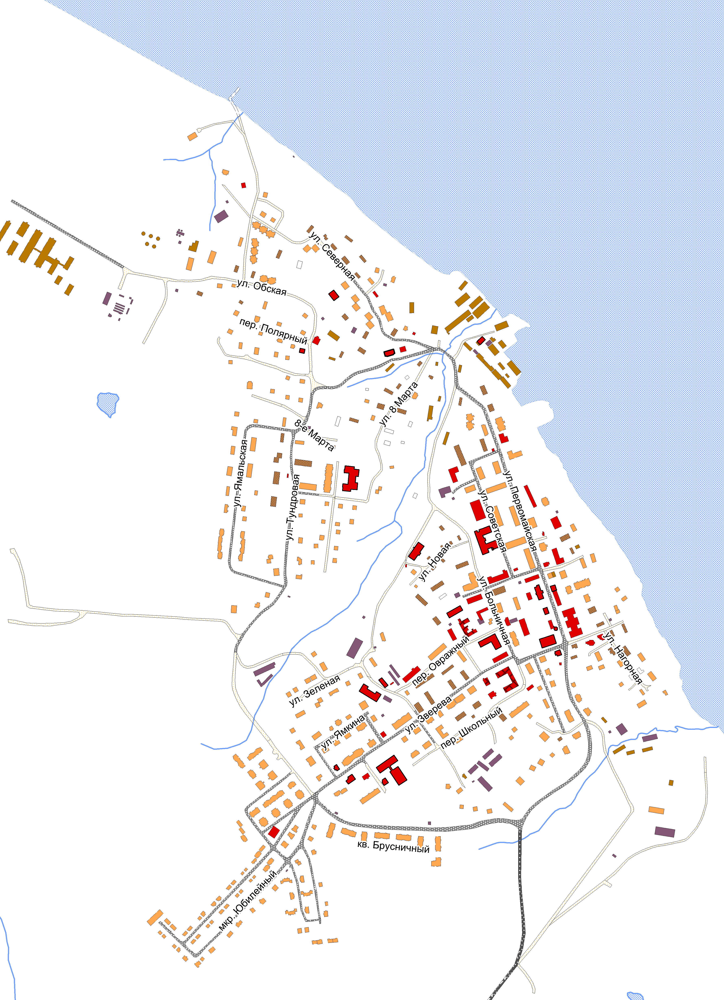 ул. Северная
ул. Обская
пер. Полярный
ул. 8 Марта
8-е Марта
ул. Ямальская
ул. Тундровая
ул. Первомайская
ул. Советская
ул. Новая
ул. Больничная
пер. Овражный
ул. Нагорная
ул. Зеленая
ул. Зверева
ул. Ямкина
пер. Школьный
кв. Брусничный
мкр. Юбилейный